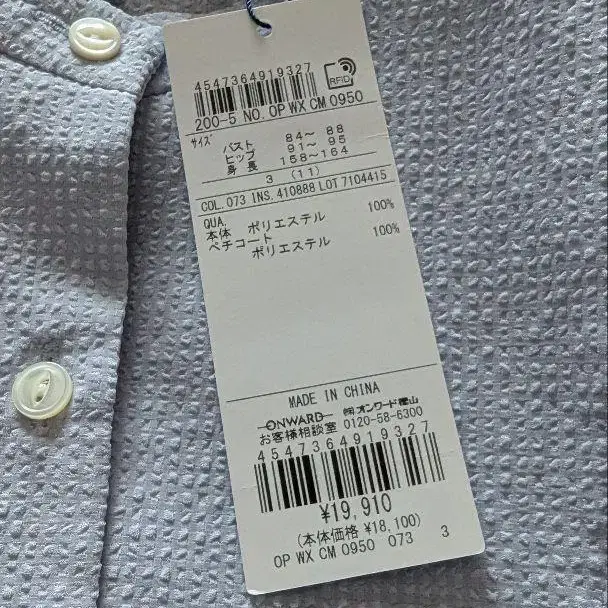 4547364919327
RFID
200-5 NO. OP WX CM 0950
サイズ
バスト 84～ 88
ヒップ 91～ 95
身長 158～164
3 (11)
COL. 073 INS. 410888 LOT 7104415
QUA.
本体 ポリエステル 100%
ペチコート
ポリエステル 100%
MADE IN CHINA
ONWARD ㈱オンワード樫山
お客様相談室 0120-58-6300
4547364919327
¥19,910
(本体価格 ¥18,100)
OP WX CM 0950 073 3